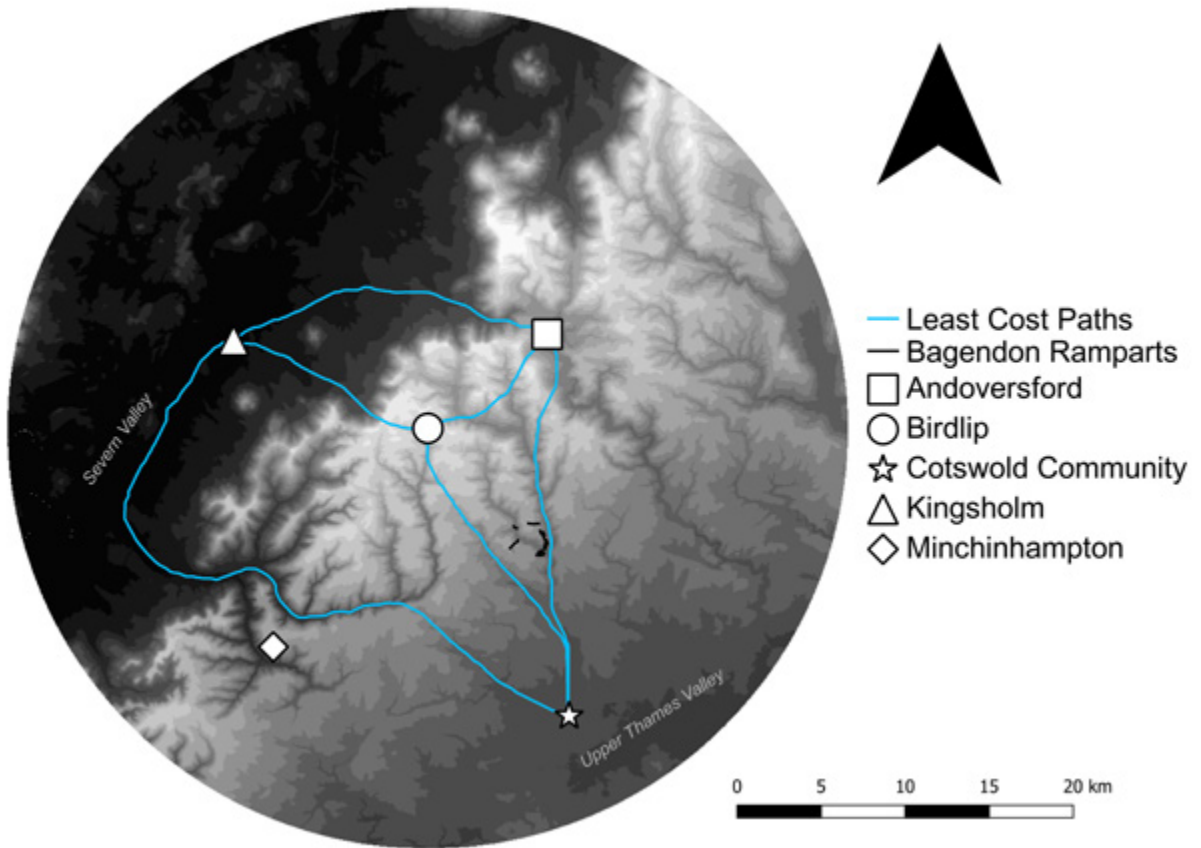 Severn Valley
Upper Thames Valley
Least Cost Paths
Bagendon Ramparts
Andoversford
Birdlip
Cotswold Community
Kingsholm
Minchinhampton
0 5 10 15 20 km